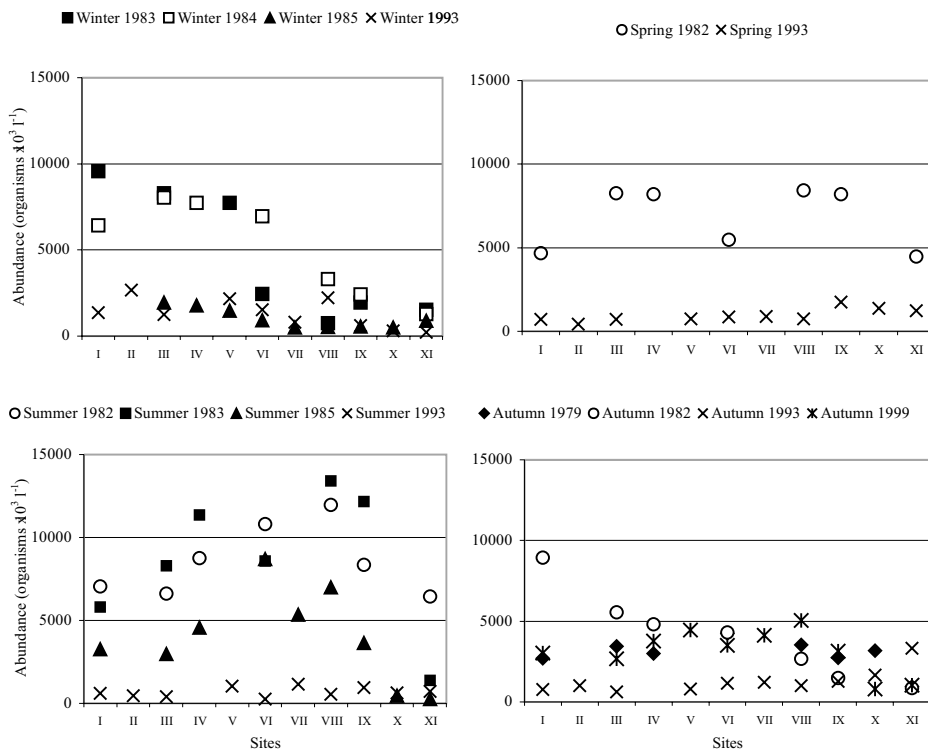 ■ Winter 1983 □ Winter 1984 ▲ Winter 1985 × Winter 1993
○ Spring 1982 × Spring 1993
Abundance (organisms x10³ l⁻¹)
15000
10000
5000
0
I II III IV V VI VII VIII IX X XI
15000
10000
5000
0
I II III IV V VI VII VIII IX X XI
○ Summer 1982 ■ Summer 1983 ▲ Summer 1985 × Summer 1993
◆ Autumn 1979 ○ Autumn 1982 × Autumn 1993 ж Autumn 1999
Abundance (organisms x10³ l⁻¹)
15000
10000
5000
0
I II III IV V VI VII VIII IX X XI
Sites
15000
10000
5000
0
I II III IV V VI VII VIII IX X XI
Sites